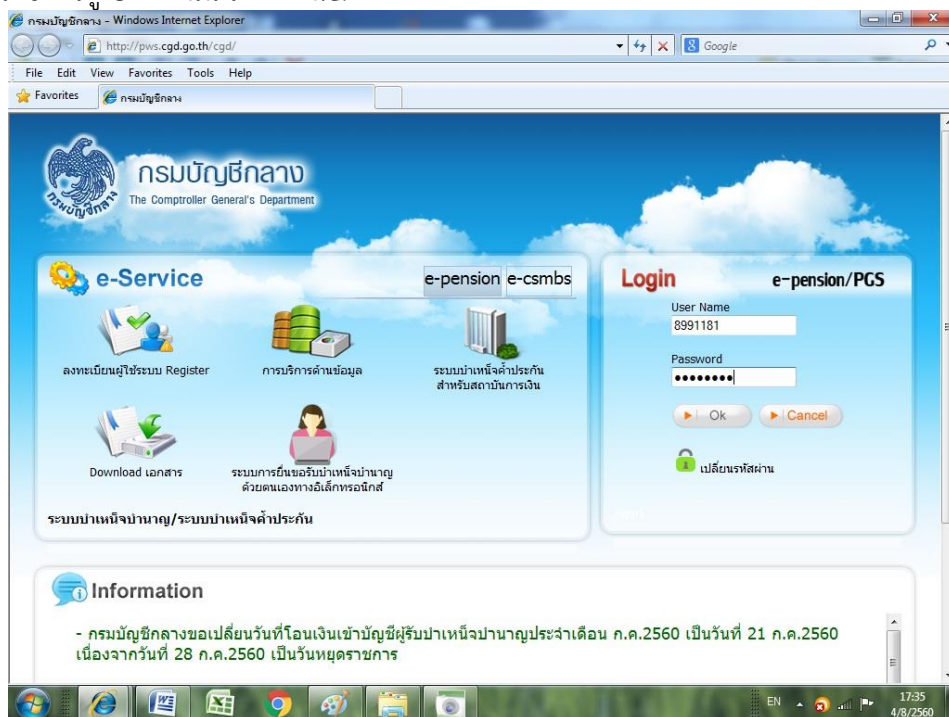 กรมบัญชีกลาง - Windows Internet Explorer
http://pws.cgd.go.th/cgd/
Google
File Edit View Favorites Tools Help
Favorites
กรมบัญชีกลาง
กรมบัญชีกลาง
The Comptroller General's Department
กรมบัญชีกลาง
e-Service
e-pension e-csmbs
ลงทะเบียนผู้ใช้ระบบ Register
การบริการด้านข้อมูล
ระบบบำเหน็จค้ำประกัน
สำหรับสถาบันการเงิน
Download เอกสาร
ระบบการยื่นขอรับบำเหน็จบำนาญ
ด้วยตนเองทางอิเล็กทรอนิกส์
ระบบบำเหน็จบำนาญ/ระบบบำเหน็จค้ำประกัน
Login
e-pension/PGS
User Name
8991181
Password
••••••••
Ok
Cancel
เปลี่ยนรหัสผ่าน
Information
- กรมบัญชีกลางขอเปลี่ยนวันที่โอนเงินเข้าบัญชีผู้รับบำเหน็จบำนาญประจำเดือน ก.ค.2560 เป็นวันที่ 21 ก.ค.2560
เนื่องจากวันที่ 28 ก.ค.2560 เป็นวันหยุดราชการ
EN
17:35
4/8/2560